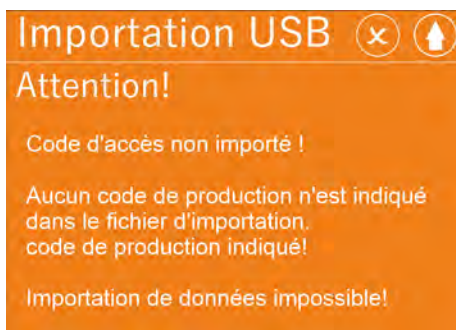 Importation USB
Attention!
Code d'accès non importé !
Aucun code de production n'est indiqué
dans le fichier d'importation.
code de production indiqué!
Importation de données impossible!